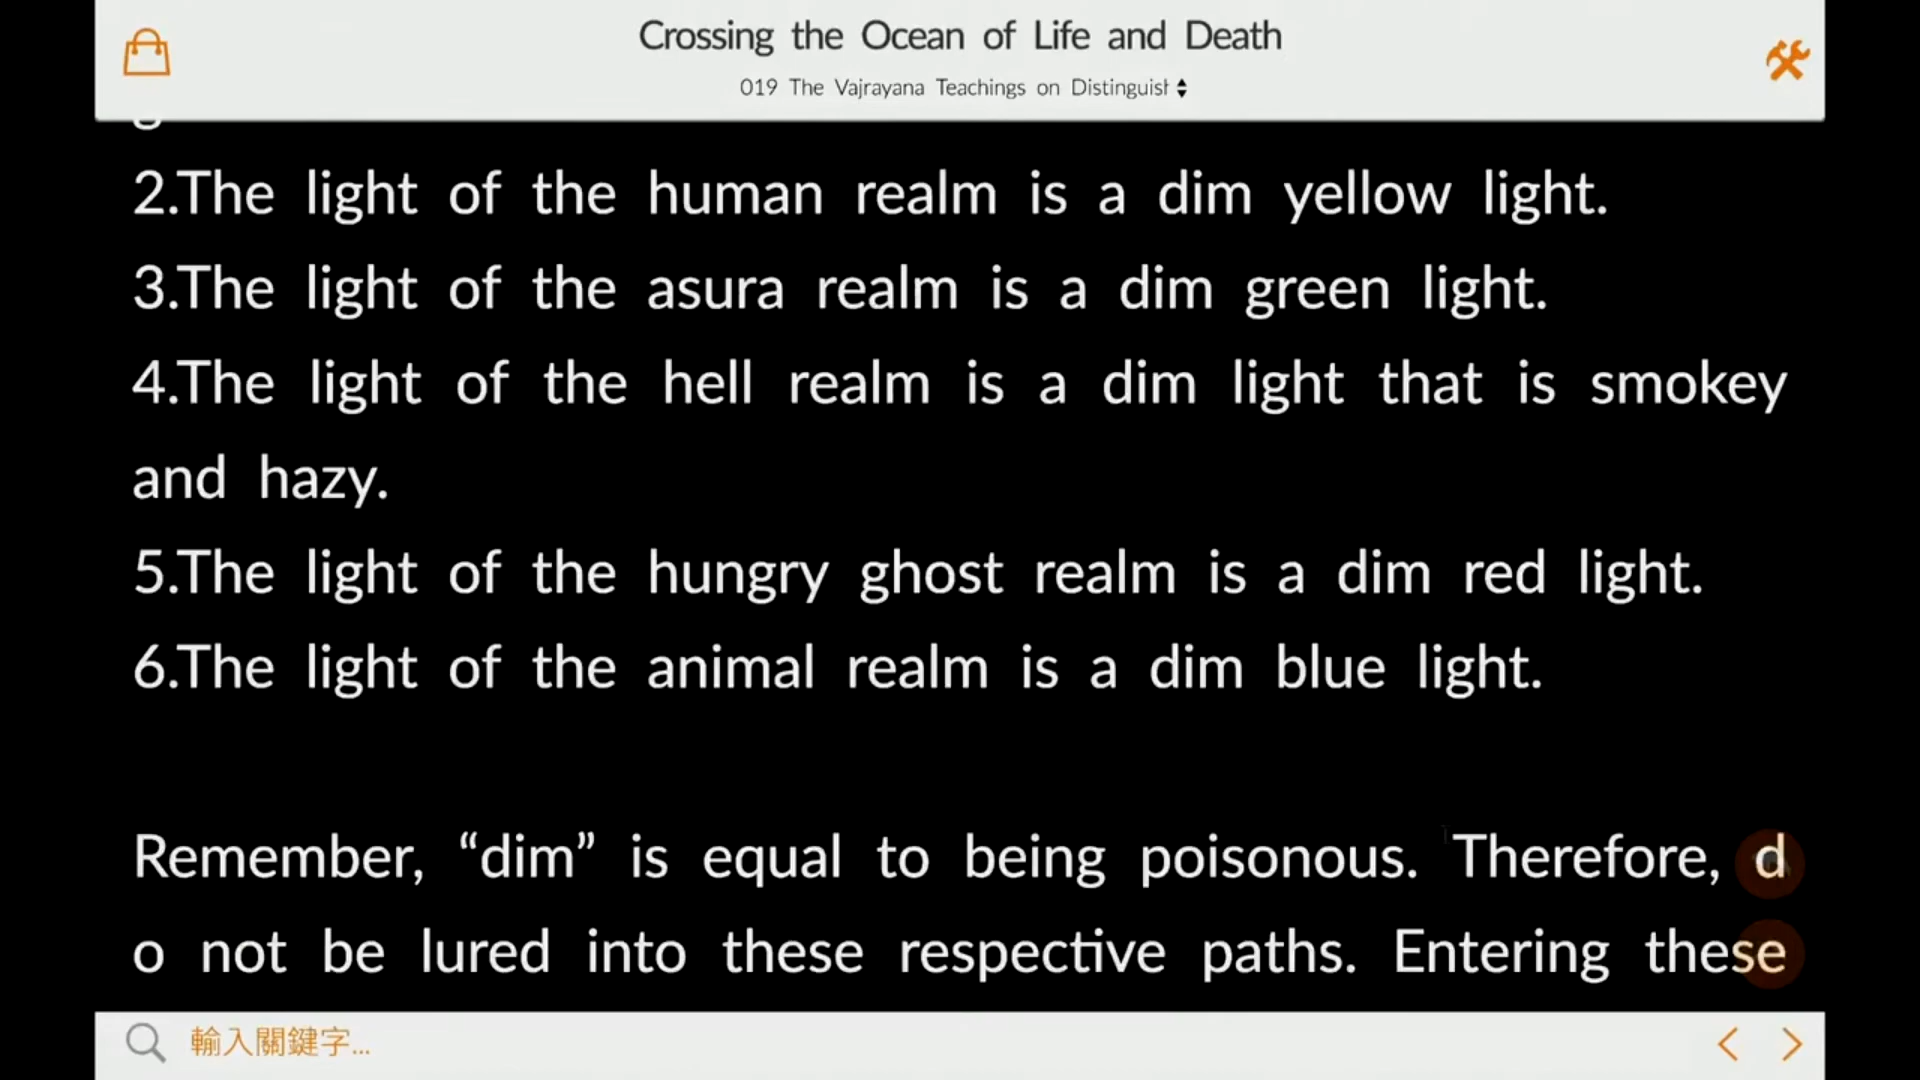 Crossing the Ocean of Life and Death
019 The Vajrayana Teachings on Distinguist
2.The light of the human realm is a dim yellow light.
3.The light of the asura realm is a dim green light.
4.The light of the hell realm is a dim light that is smokey
and hazy.
5.The light of the hungry ghost realm is a dim red light.
6.The light of the animal realm is a dim blue light.
Remember, “dim” is equal to being poisonous. Therefore, d
o not be lured into these respective paths. Entering these
輸入關鍵字...